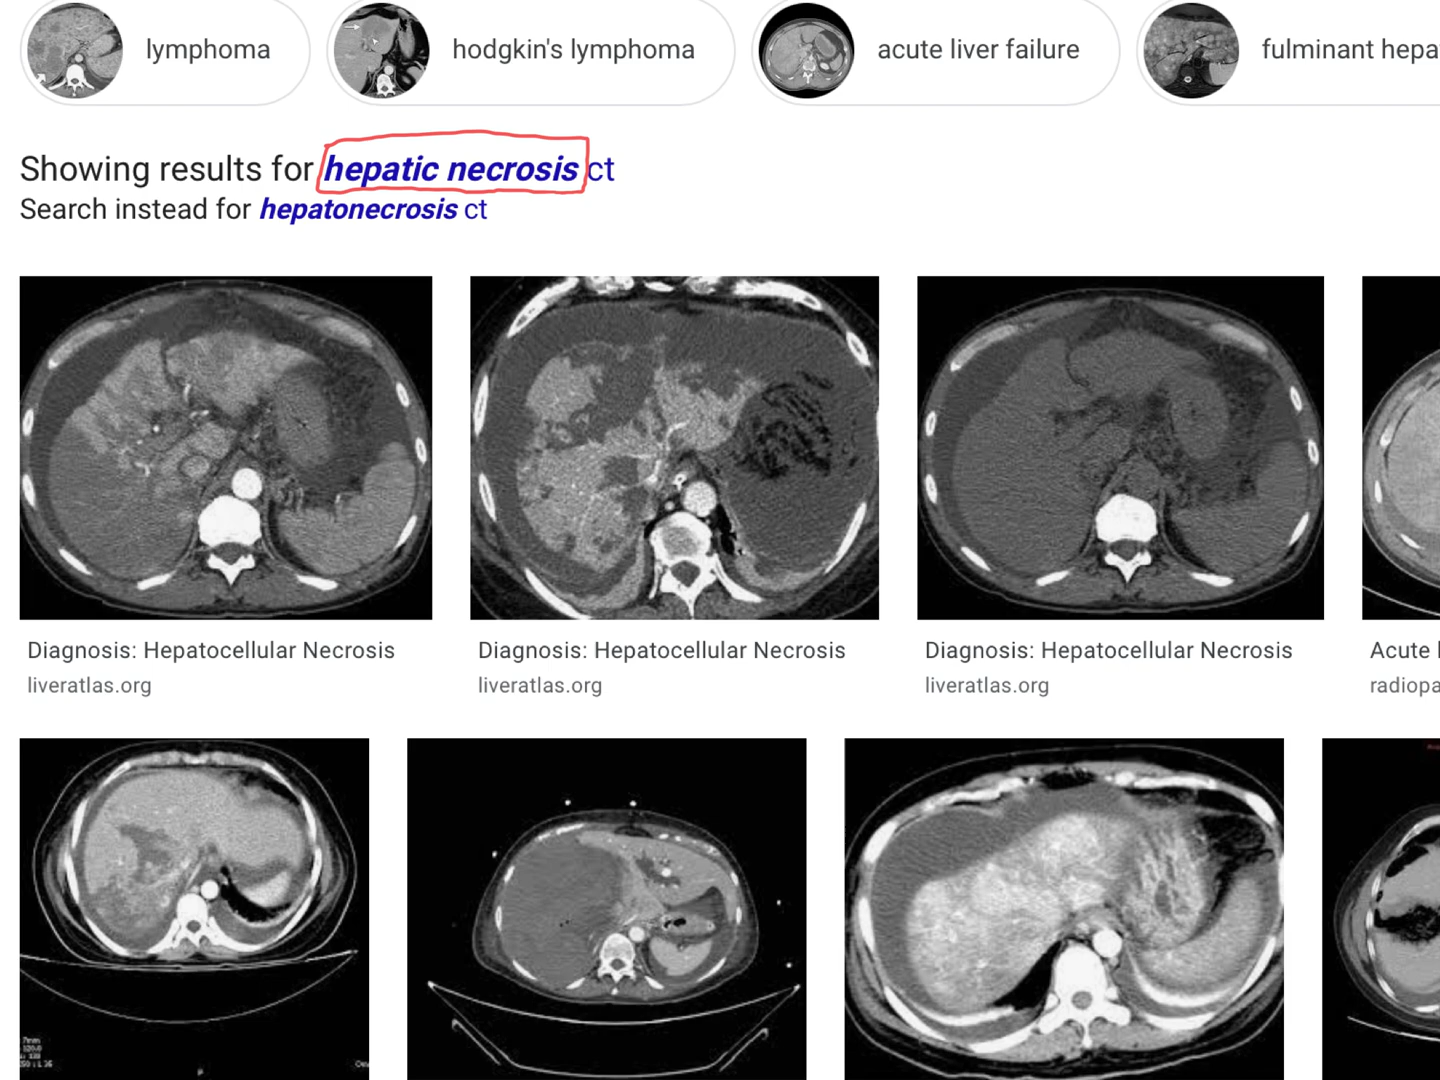 lymphoma
hodgkin's lymphoma
acute liver failure
fulminant hepa
Showing results for hepatic necrosis ct
Search instead for hepatonecrosis ct
Diagnosis: Hepatocellular Necrosis
liveratlas.org
Diagnosis: Hepatocellular Necrosis
liveratlas.org
Diagnosis: Hepatocellular Necrosis
liveratlas.org
Acute
radiopa